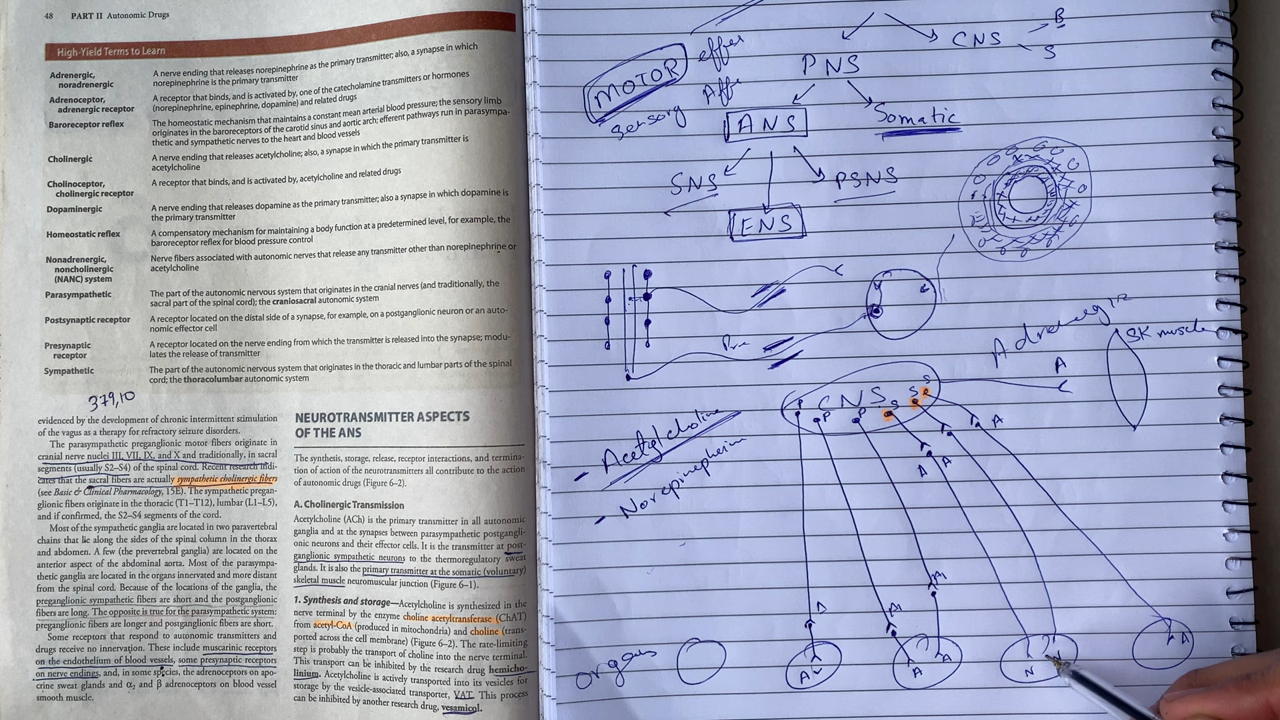 48 PART II Autonomic Drugs
High-Yield Terms to Learn
Adrenergic, noradrenergic
A nerve ending that releases norepinephrine as the primary transmitter; also, a synapse in which
norepinephrine is the primary transmitter
Adrenoceptor, adrenergic receptor
A receptor that binds, and is activated by, one of the catecholamine transmitters or hormones
(norepinephrine, epinephrine, dopamine) and related drugs
Baroreceptor reflex
The homeostatic mechanism that maintains a constant mean arterial blood pressure; the sensory limb
originates in the baroreceptors of the carotid sinus and aortic arch; efferent pathways run in parasympa-
thetic and sympathetic nerves to the heart and blood vessels
Cholinergic
A nerve ending that releases acetylcholine; also, a synapse in which the primary transmitter is
acetylcholine
Cholinoceptor, cholinergic receptor
A receptor that binds, and is activated by, acetylcholine and related drugs
Dopaminergic
A nerve ending that releases dopamine as the primary transmitter; also a synapse in which dopamine is
the primary transmitter
Homeostatic reflex
A compensatory mechanism for maintaining a body function at a predetermined level, for example, the
baroreceptor reflex for blood pressure control
Nonadrenergic, noncholinergic (NANC) system
Nerve fibers associated with autonomic nerves that release any transmitter other than norepinephrine or
acetylcholine
Parasympathetic
The part of the autonomic nervous system that originates in the cranial nerves (and traditionally, the
sacral part of the spinal cord); the craniosacral autonomic system
Postsynaptic receptor
A receptor located on the distal side of a synapse, for example, on a postganglionic neuron or an auto-
nomic effector cell
Presynaptic receptor
A receptor located on the nerve ending from which the transmitter is released into the synapse; modu-
lates the release of transmitter
Sympathetic
The part of the autonomic nervous system that originates in the thoracic and lumbar parts of the spinal
cord; the thoracolumbar autonomic system
379,10
evidenced by the development of chronic intermittent stimulation
of the vagus as a therapy for refractory seizure disorders.
The parasympathetic preganglionic motor fibers originate in
cranial nerve nuclei III, VII, IX, and X and traditionally, in sacral
segments (usually S2–S4) of the spinal cord. Recent research indi-
cates that the sacral fibers are actually sympathetic cholinergic fibers
(see Basic & Clinical Pharmacology, 15E). The sympathetic pregan-
glionic fibers originate in the thoracic (T1–T12), lumbar (L1–L5),
and if confirmed, the S2–S4 segments of the cord.
Most of the sympathetic ganglia are located in two paravertebral
chains that lie along the sides of the spinal column in the thorax
and abdomen. A few (the prevertebral ganglia) are located on the
anterior aspect of the abdominal aorta. Most of the parasympa-
thetic ganglia are located in the organs innervated and more distant
from the spinal cord. Because of the locations of the ganglia, the
preganglionic sympathetic fibers are short and the postganglionic
fibers are long. The opposite is true for the parasympathetic system:
preganglionic fibers are longer and postganglionic fibers are short.
Some receptors that respond to autonomic transmitters and
drugs receive no innervation. These include muscarinic receptors
on the endothelium of blood vessels, some presynaptic receptors
on nerve endings, and, in some species, the adrenoceptors on apo-
crine sweat glands and α2 and β adrenoceptors on blood vessel
smooth muscle.
NEUROTRANSMITTER ASPECTS
OF THE ANS
The synthesis, storage, release, receptor interactions, and termina-
tion of action of the neurotransmitters all contribute to the action
of autonomic drugs (Figure 6–2).
A. Cholinergic Transmission
Acetylcholine (ACh) is the primary transmitter in all autonomic
ganglia and at the synapses between parasympathetic postgangli-
onic neurons and their effector cells. It is the transmitter at post-
ganglionic sympathetic neurons to the thermoregulatory sweat
glands. It is also the primary transmitter at the somatic (voluntary)
skeletal muscle neuromuscular junction (Figure 6–1).
1. Synthesis and storage—Acetylcholine is synthesized in the
nerve terminal by the enzyme choline acetyltransferase (ChAT)
from acetyl-CoA (produced in mitochondria) and choline (trans-
ported across the cell membrane) (Figure 6–2). The rate-limiting
step is probably the transport of choline into the nerve terminal.
This transport can be inhibited by the research drug hemicho-
linium. Acetylcholine is actively transported into its vesicles for
storage by the vesicle-associated transporter, VAT. This process
can be inhibited by another research drug, vesamicol.
CNS B
S
PNS
MOTOR effer
sensory Affe
ANS Somatic
SNS PSNS
ENS
Adrenergic
SK muscle
A
CNS
P P P S S S
- Acetylcholine
- Norepinephrin
A A A
A A A
organs A A A N N A